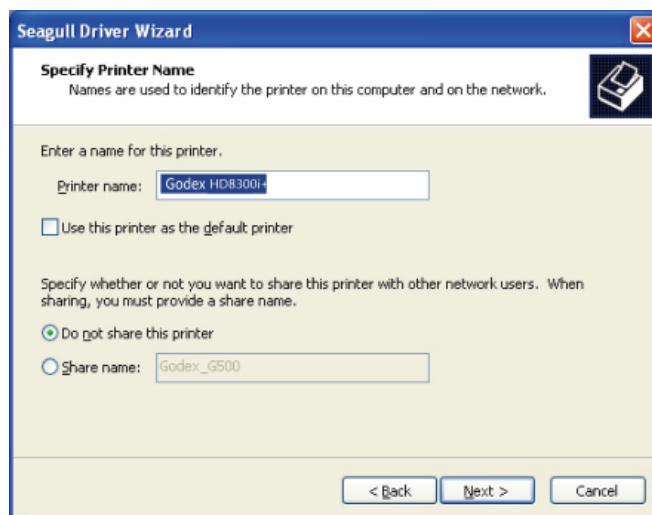 Seagull Driver Wizard
Specify Printer Name
Names are used to identify the printer on this computer and on the network.
Enter a name for this printer.
Printer name: Godex HD8300i+
Use this printer as the default printer
Specify whether or not you want to share this printer with other network users. When
sharing, you must provide a share name.
Do not share this printer
Share name: Godex_G500
< Back Next > Cancel